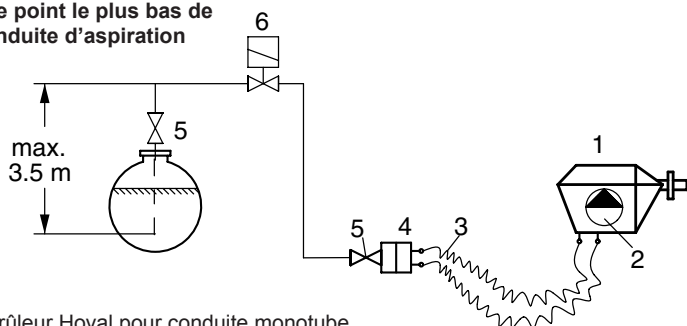 e point le plus bas de
nduite d'aspiration
6
5
max.
3.5 m
1
5
4
3
2
rûleur Hoval pour conduite monotube